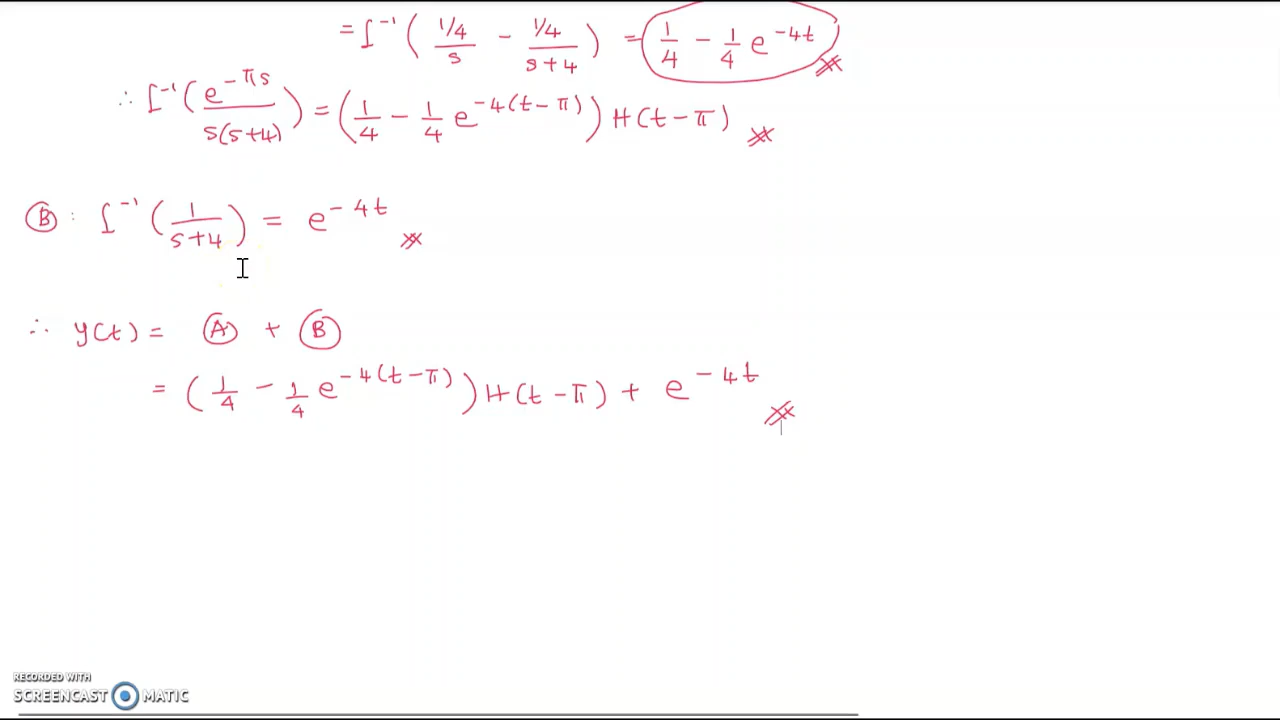 = L⁻¹ ( 1/4 / s - 1/4 / (s+4) ) = 1/4 - 1/4 e^(-4t)
∴ L⁻¹ ( e^(-πs) / s(s+4) ) = ( 1/4 - 1/4 e^(-4(t-π)) ) H(t-π)
Ⓑ : L⁻¹ ( 1 / (s+4) ) = e^(-4t)
∴ y(t) = Ⓐ + Ⓑ
= ( 1/4 - 1/4 e^(-4(t-π)) ) H(t-π) + e^(-4t)
RECORDED WITH
SCREENCAST MATIC